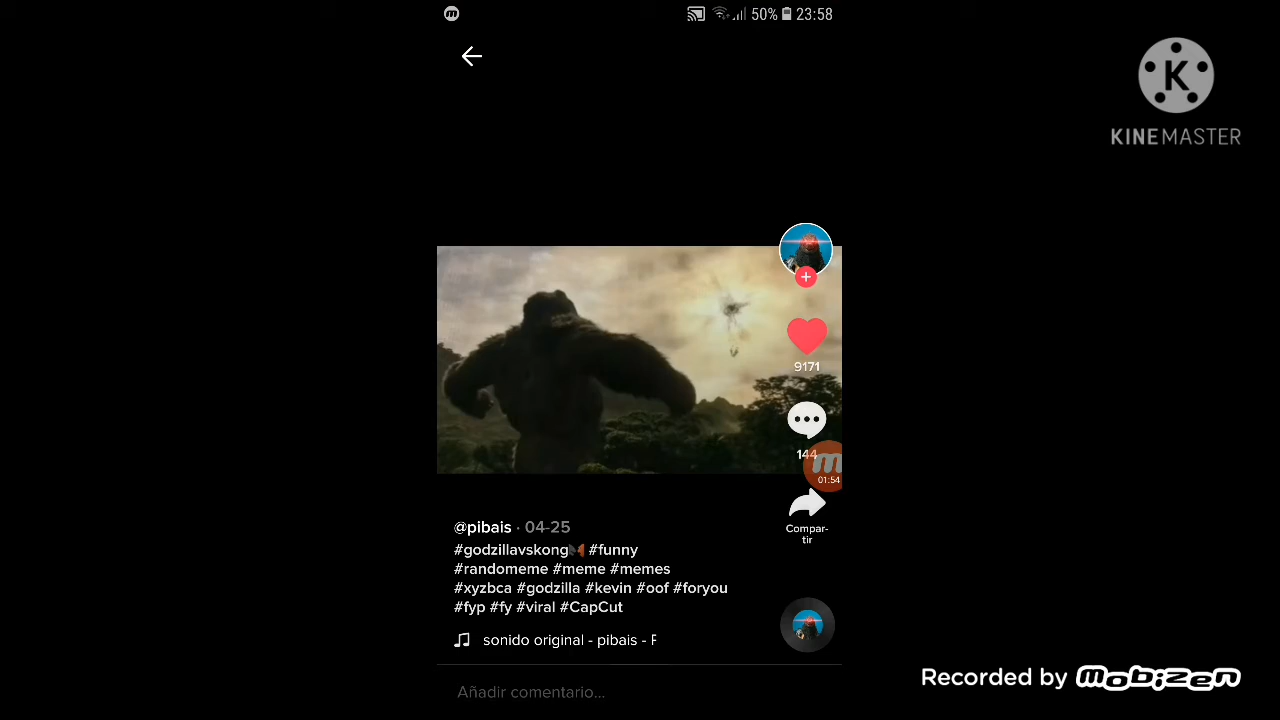 50% 23:58
K
KINEMASTER
9171
144
01:54
Compar-
tir
@pibais · 04-25
#godzillavskong #funny
#randomeme #meme #memes
#xyzbca #godzilla #kevin #oof #foryou
#fyp #fy #viral #CapCut
sonido original - pibais - P
Añadir comentario...
Recorded by mobizen